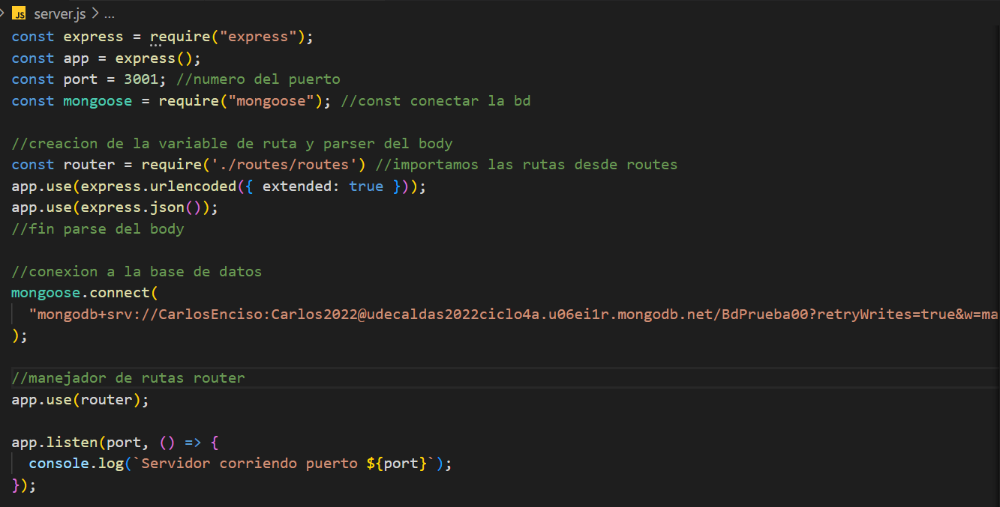 JS server.js > ...
const express = require("express");
const app = express();
const port = 3001; //numero del puerto
const mongoose = require("mongoose"); //const conectar la bd
//creacion de la variable de ruta y parser del body
const router = require('./routes/routes') //importamos las rutas desde routes
app.use(express.urlencoded({ extended: true }));
app.use(express.json());
//fin parse del body
//conexion a la base de datos
mongoose.connect(
"mongodb+srv://CarlosEnciso:Carlos2022@udecaldas2022ciclo4a.u06ei1r.mongodb.net/BdPrueba00?retryWrites=true&w=ma
);
//manejador de rutas router
app.use(router);
app.listen(port, () => {
console.log(`Servidor corriendo puerto ${port}`);
});